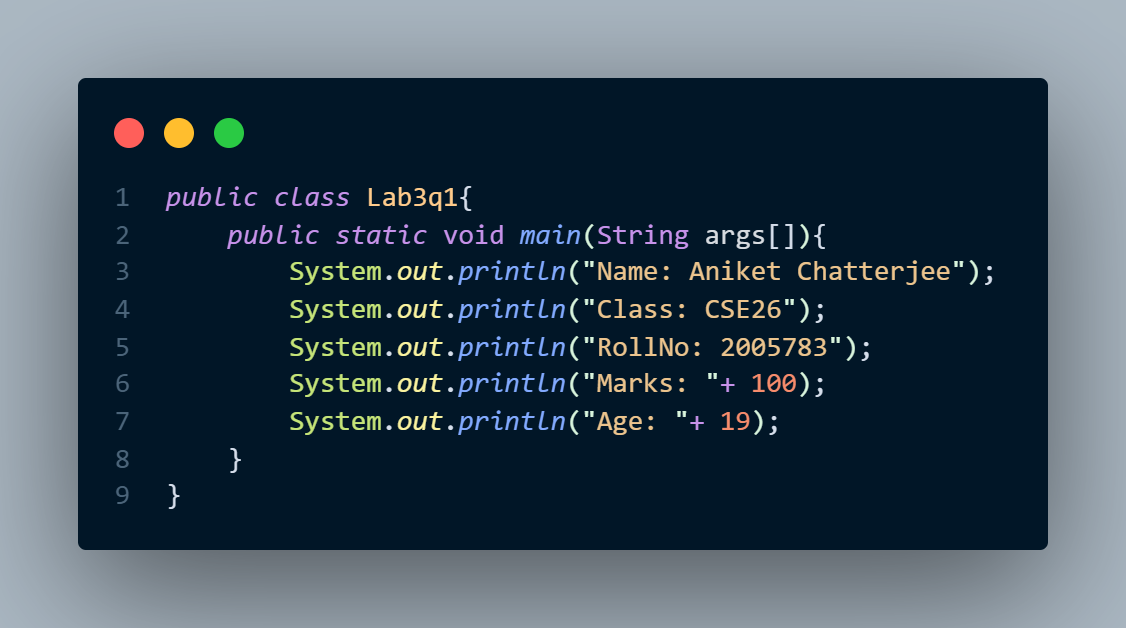 1 public class Lab3q1{
2     public static void main(String args[]){
3         System.out.println("Name: Aniket Chatterjee");
4         System.out.println("Class: CSE26");
5         System.out.println("RollNo: 2005783");
6         System.out.println("Marks: "+ 100);
7         System.out.println("Age: "+ 19);
8     }
9 }